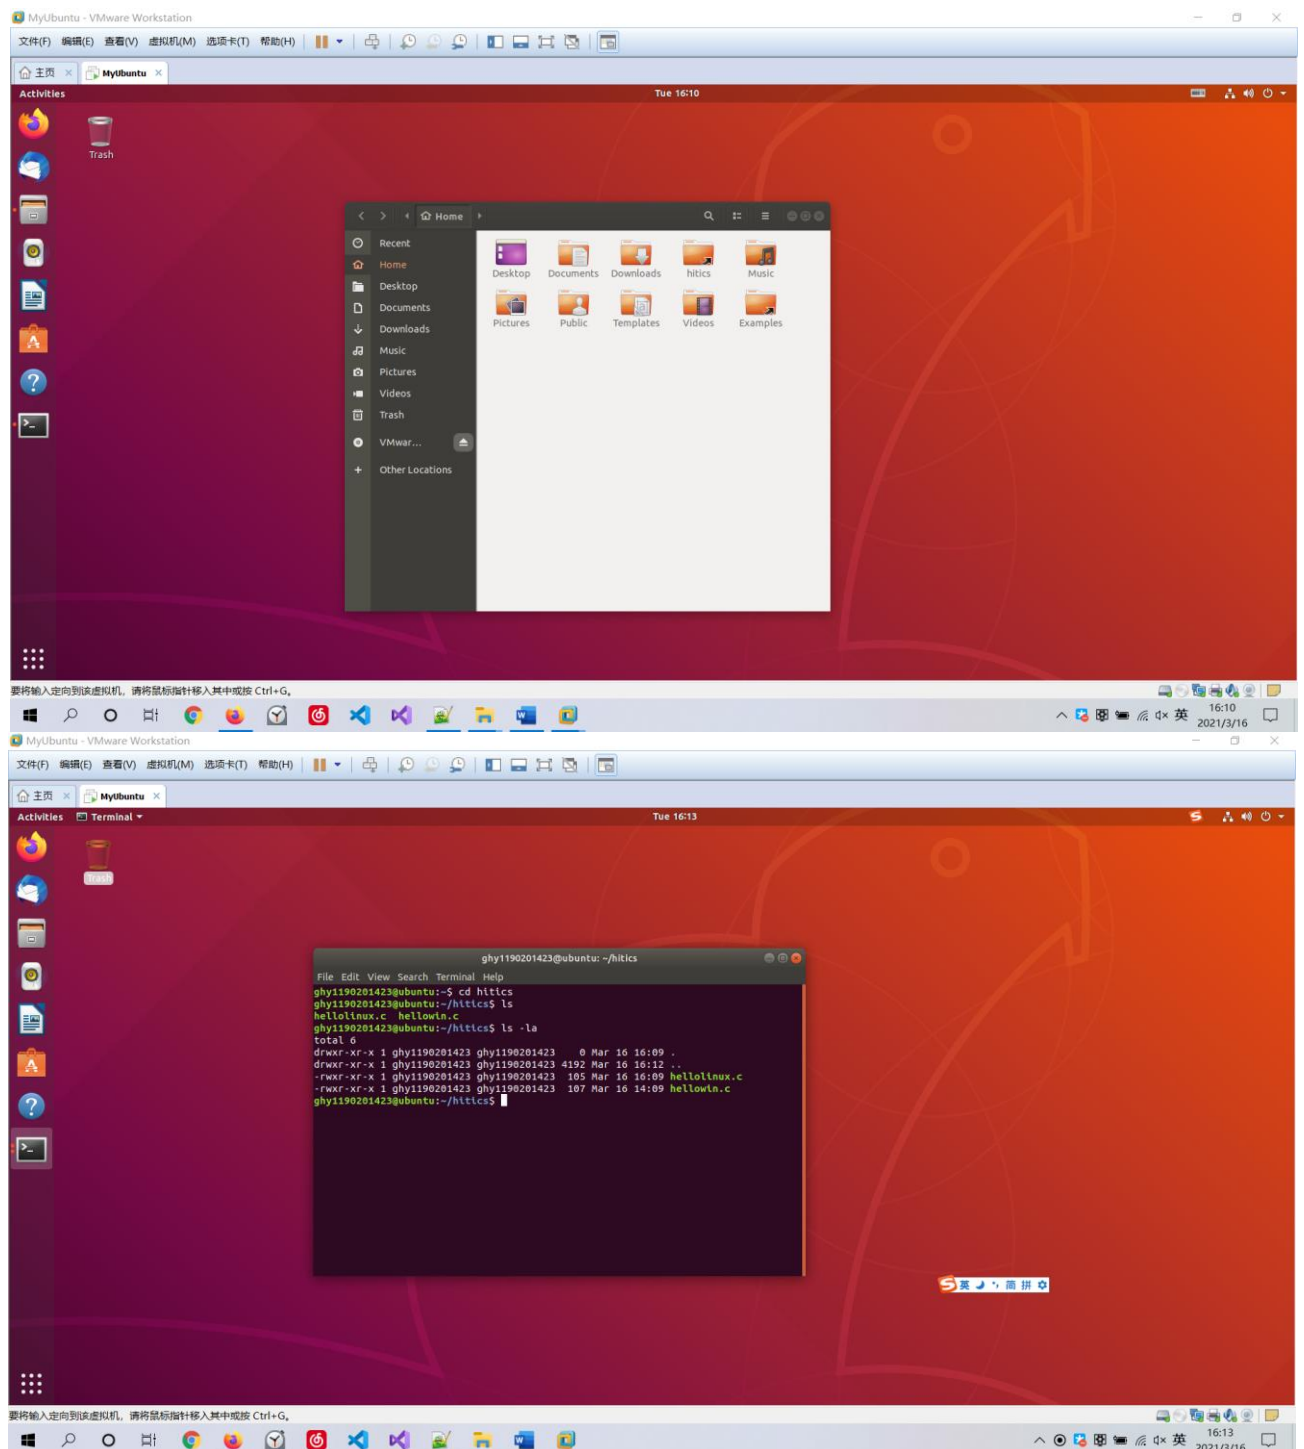 MyUbuntu - VMware Workstation
文件(F) 编辑(E) 查看(V) 虚拟机(M) 选项卡(T) 帮助(H)
主页 MyUbuntu
Activities Tue 16:10
Trash
Home
Recent
Home
Desktop
Documents
Downloads
Music
Pictures
Videos
Trash
VMwar...
Other Locations
Desktop Documents Downloads hitics Music
Pictures Public Templates Videos Examples
要将输入定向到该虚拟机，请将鼠标指针移入其中或按 Ctrl+G。
英 16:10
2021/3/16
MyUbuntu - VMware Workstation
文件(F) 编辑(E) 查看(V) 虚拟机(M) 选项卡(T) 帮助(H)
主页 MyUbuntu
Activities Terminal Tue 16:13
Trash
ghy1190201423@ubuntu: ~/hitics
File Edit View Search Terminal Help
ghy1190201423@ubuntu:~$ cd hitics
ghy1190201423@ubuntu:~/hitics$ ls
hellolinux.c hellowin.c
ghy1190201423@ubuntu:~/hitics$ ls -la
total 6
drwxr-xr-x 1 ghy1190201423 ghy1190201423 0 Mar 16 16:09 .
drwxr-xr-x 1 ghy1190201423 ghy1190201423 4192 Mar 16 16:12 ..
-rwxr-xr-x 1 ghy1190201423 ghy1190201423 105 Mar 16 16:09 hellolinux.c
-rwxr-xr-x 1 ghy1190201423 ghy1190201423 107 Mar 16 14:09 hellowin.c
ghy1190201423@ubuntu:~/hitics$
英 简 拼
要将输入定向到该虚拟机，请将鼠标指针移入其中或按 Ctrl+G。
英 16:13
2021/3/16